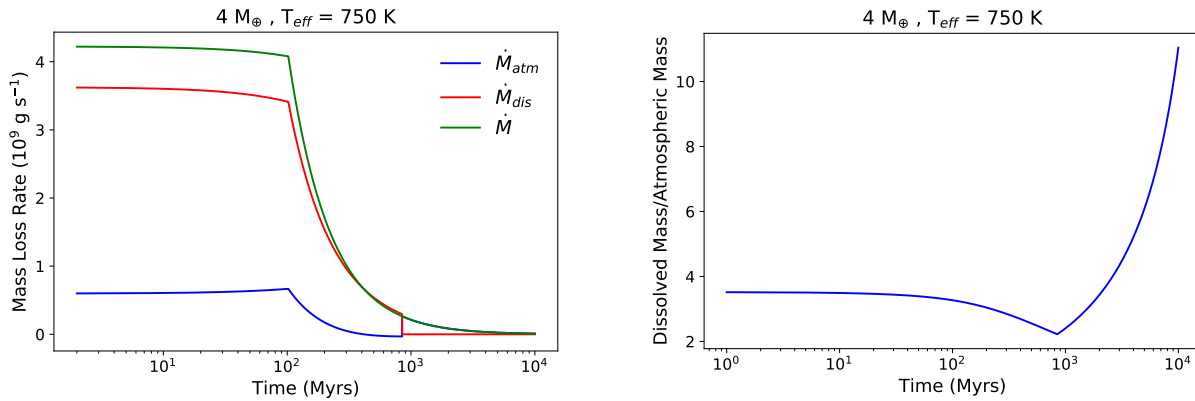 4 M⊕ , Teff = 750 K
Mass Loss Rate (10⁹ g s⁻¹)
4
3
2
1
0
Ṁatm
Ṁdis
Ṁ
10¹ 10² 10³ 10⁴
Time (Myrs)
4 M⊕ , Teff = 750 K
Dissolved Mass/Atmospheric Mass
10
8
6
4
2
10⁰ 10¹ 10² 10³ 10⁴
Time (Myrs)